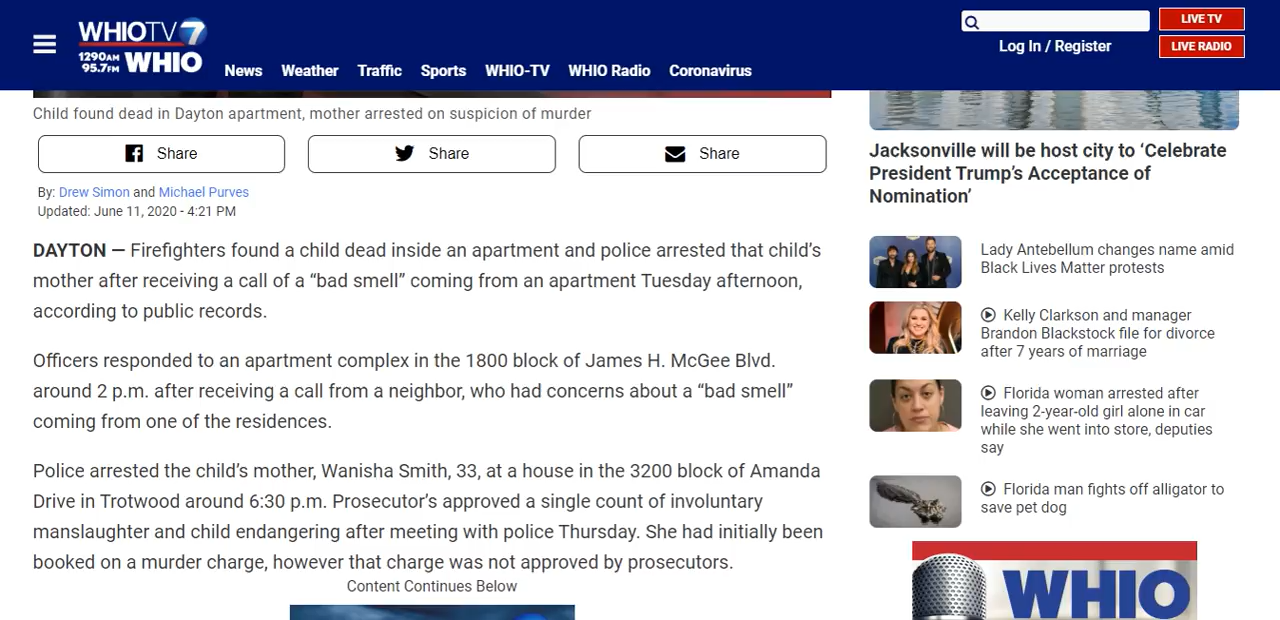 WHIOTV 7
1290AM
95.7FM WHIO
News Weather Traffic Sports WHIO-TV WHIO Radio Coronavirus
LIVE TV
Log In / Register
LIVE RADIO
Child found dead in Dayton apartment, mother arrested on suspicion of murder
Share Share Share
By: Drew Simon and Michael Purves
Updated: June 11, 2020 - 4:21 PM
DAYTON — Firefighters found a child dead inside an apartment and police arrested that child's
mother after receiving a call of a “bad smell” coming from an apartment Tuesday afternoon,
according to public records.
Officers responded to an apartment complex in the 1800 block of James H. McGee Blvd.
around 2 p.m. after receiving a call from a neighbor, who had concerns about a “bad smell”
coming from one of the residences.
Police arrested the child's mother, Wanisha Smith, 33, at a house in the 3200 block of Amanda
Drive in Trotwood around 6:30 p.m. Prosecutor's approved a single count of involuntary
manslaughter and child endangering after meeting with police Thursday. She had initially been
booked on a murder charge, however that charge was not approved by prosecutors.
Content Continues Below
Jacksonville will be host city to ‘Celebrate
President Trump's Acceptance of
Nomination’
Lady Antebellum changes name amid
Black Lives Matter protests
Kelly Clarkson and manager
Brandon Blackstock file for divorce
after 7 years of marriage
Florida woman arrested after
leaving 2-year-old girl alone in car
while she went into store, deputies
say
Florida man fights off alligator to
save pet dog
WHIO